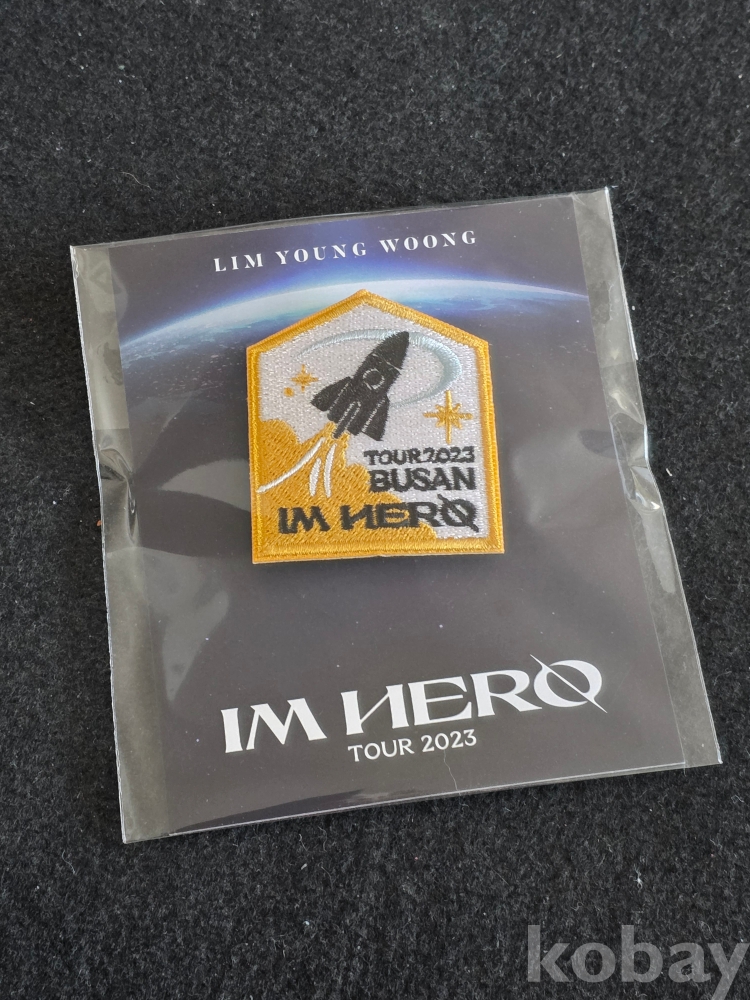 LIM YOUNG WOONG
TOUR 2023
BUSAN
IM HERO
IM HERO
TOUR 2023
kobay